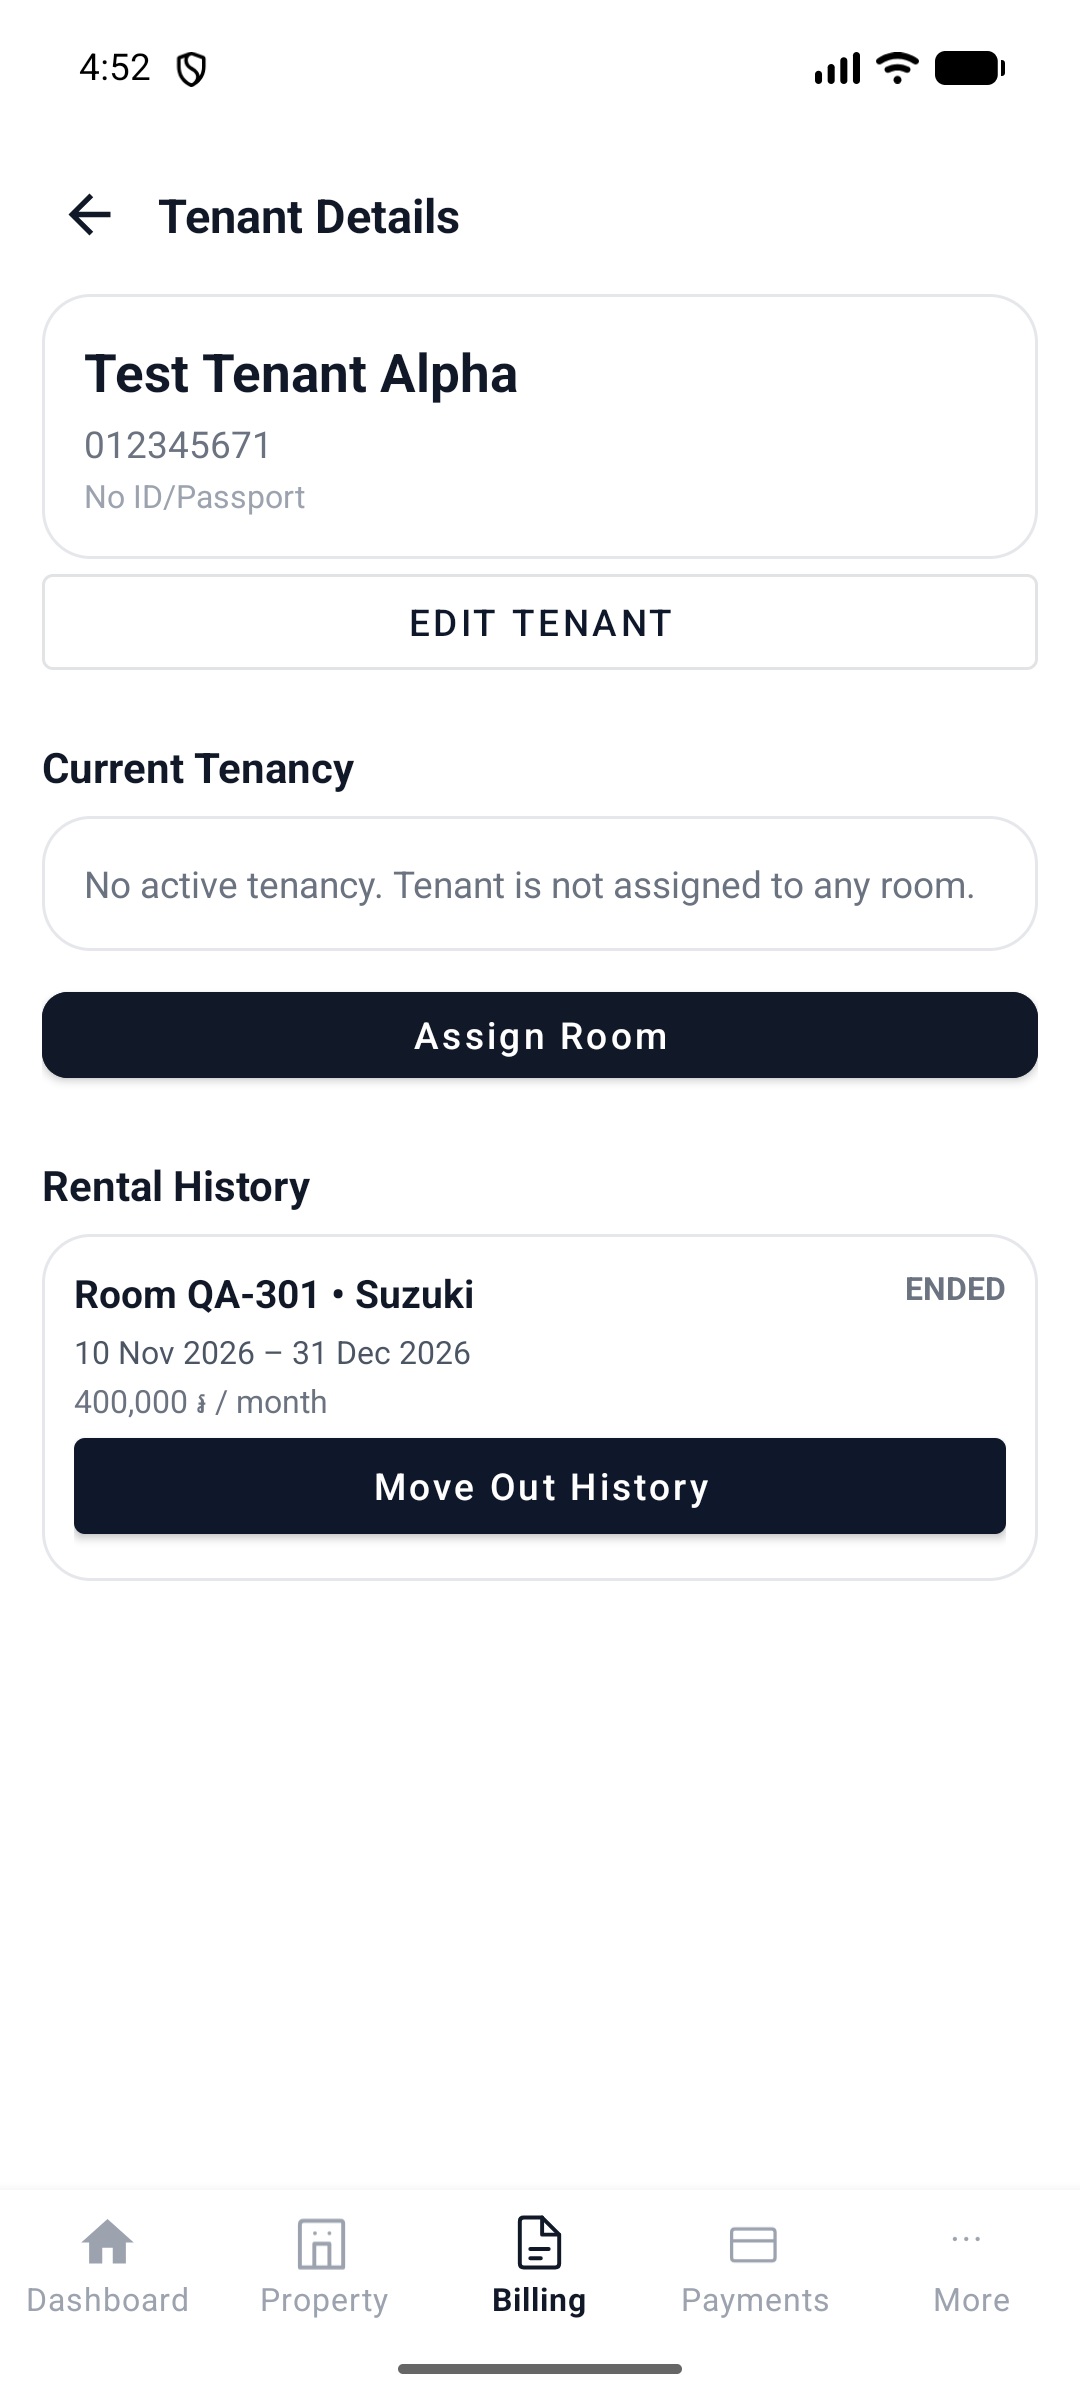 4:52
Tenant Details
Test Tenant Alpha
012345671
No ID/Passport
EDIT TENANT
Current Tenancy
No active tenancy. Tenant is not assigned to any room.
Assign Room
Rental History
Room QA-301 • Suzuki
ENDED
10 Nov 2026 – 31 Dec 2026
400,000 ៛ / month
Move Out History
Dashboard
Property
Billing
Payments
More